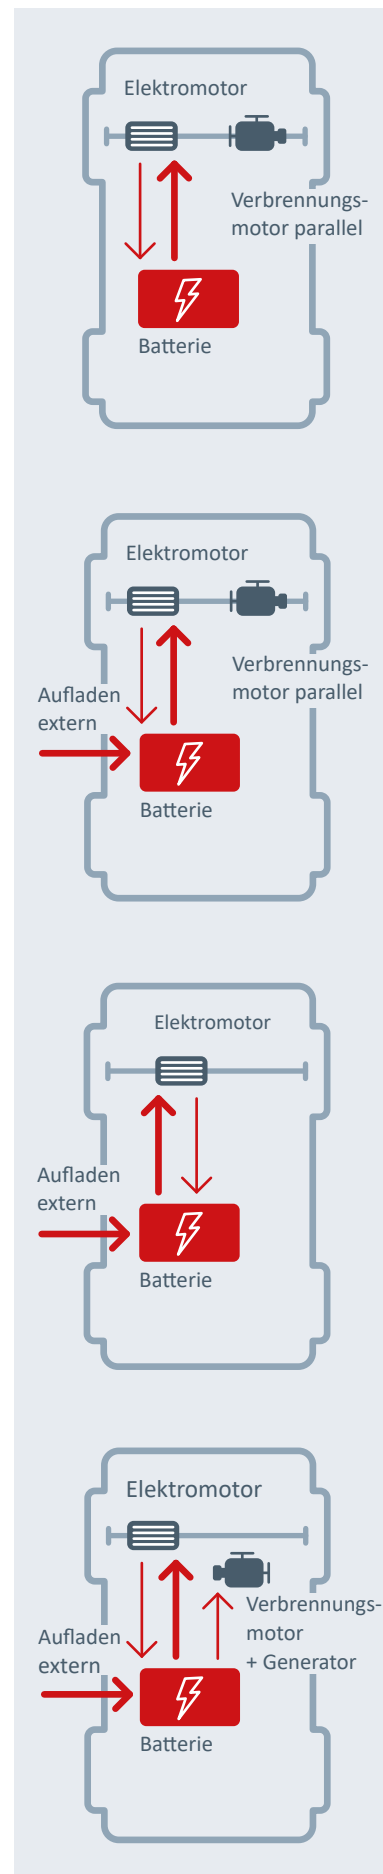 Elektromotor
Verbrennungs-
motor parallel
Batterie
Elektromotor
Verbrennungs-
motor parallel
Aufladen
extern
Batterie
Elektromotor
Aufladen
extern
Batterie
Elektromotor
Verbrennungs-
motor
+ Generator
Aufladen
extern
Batterie